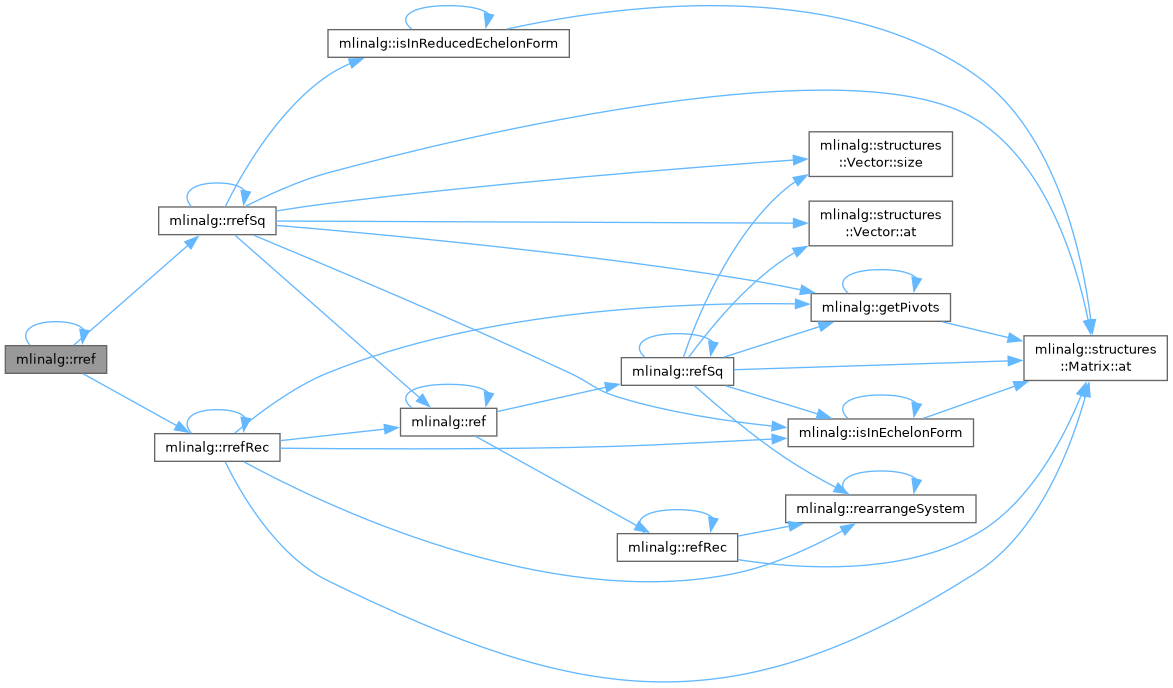 mlinalg::isInReducedEchelonForm
mlinalg::structures
::Vector::size
mlinalg::rrefSq
mlinalg::structures
::Vector::at
mlinalg::getPivots
mlinalg::rref
mlinalg::structures
::Matrix::at
mlinalg::refSq
mlinalg::ref
mlinalg::isInEchelonForm
mlinalg::rrefRec
mlinalg::rearrangeSystem
mlinalg::refRec